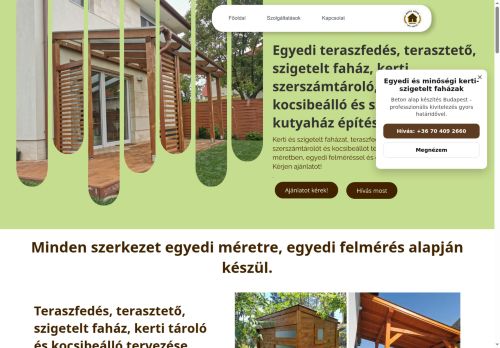 Főoldal
Szolgáltatások
Kapcsolat
Egyedi teraszfedés, terasztető,
szigetelt faház, kerti
szerszámtároló,
kocsibeálló és sz
kutyaház építés
Kerti és szigetelt faházat, teraszfed
szerszámtárolót és kocsibeállót te
méretben, egyedi felméréssel és
Kérjen ajánlatot!
Ajánlatot kérek!
Hívás most
Egyedi és minőségi kerti-
szigetelt faházak
Beton alap készítés Budapest –
professzionális kivitelezés gyors
határidővel.
Hívás: +36 70 409 2660
Megnézem
Minden szerkezet egyedi méretre, egyedi felmérés alapján
készül.
Teraszfedés, terasztető,
szigetelt faház, kerti tároló
és kocsibeálló tervezése